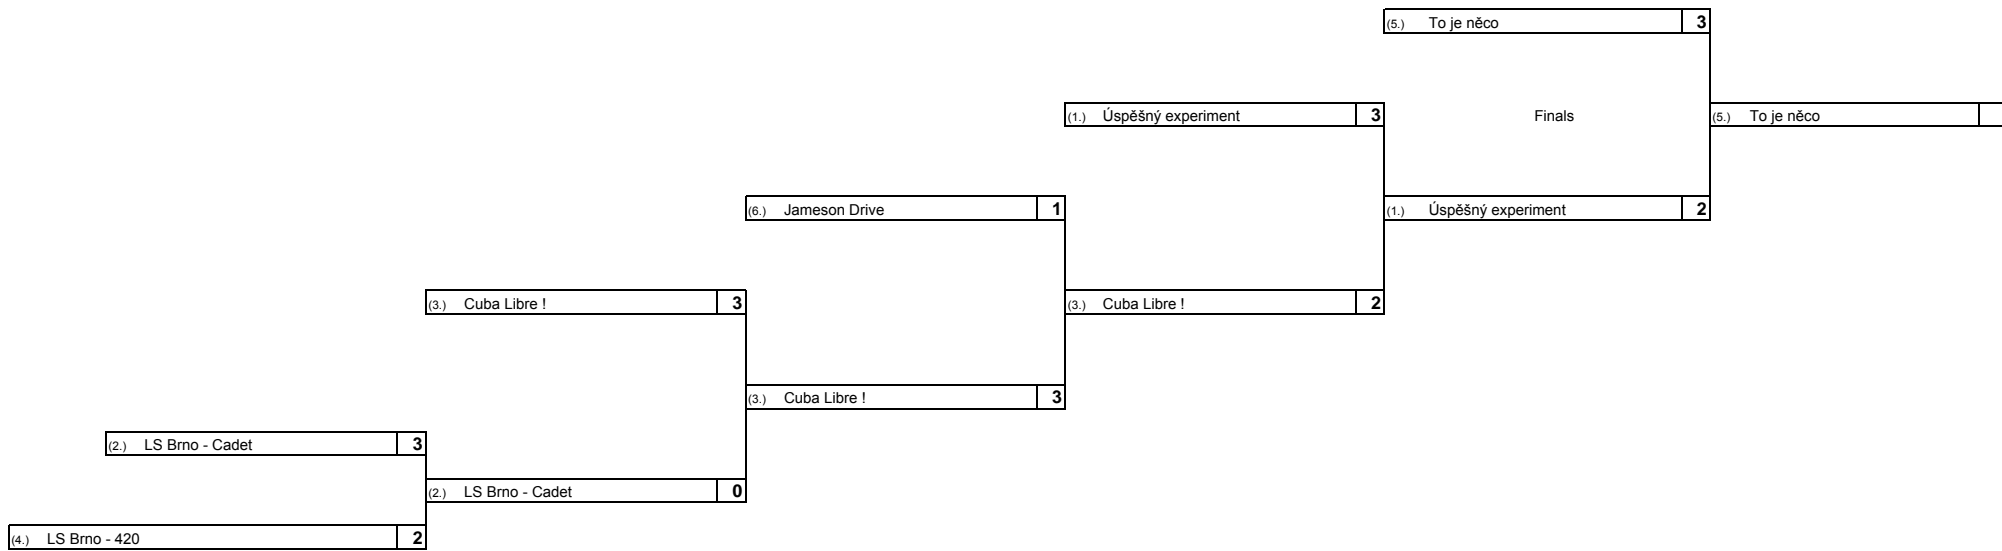 (5.) To je něco 3
(1.) Úspěšný experiment 3 Finals (5.) To je něco
(6.) Jameson Drive 1 (1.) Úspěšný experiment 2
(3.) Cuba Libre ! 3 (3.) Cuba Libre ! 2
(3.) Cuba Libre ! 3
(2.) LS Brno - Cadet 3
(2.) LS Brno - Cadet 0
(4.) LS Brno - 420 2